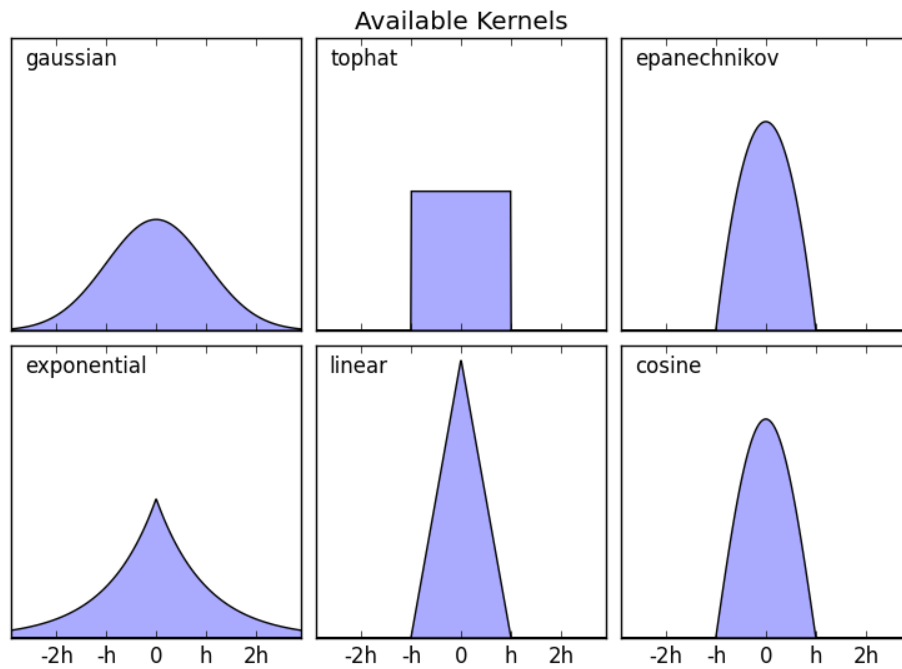 Available Kernels
gaussian
tophat
epanechnikov
exponential
linear
cosine
-2h -h 0 h 2h
-2h -h 0 h 2h
-2h -h 0 h 2h